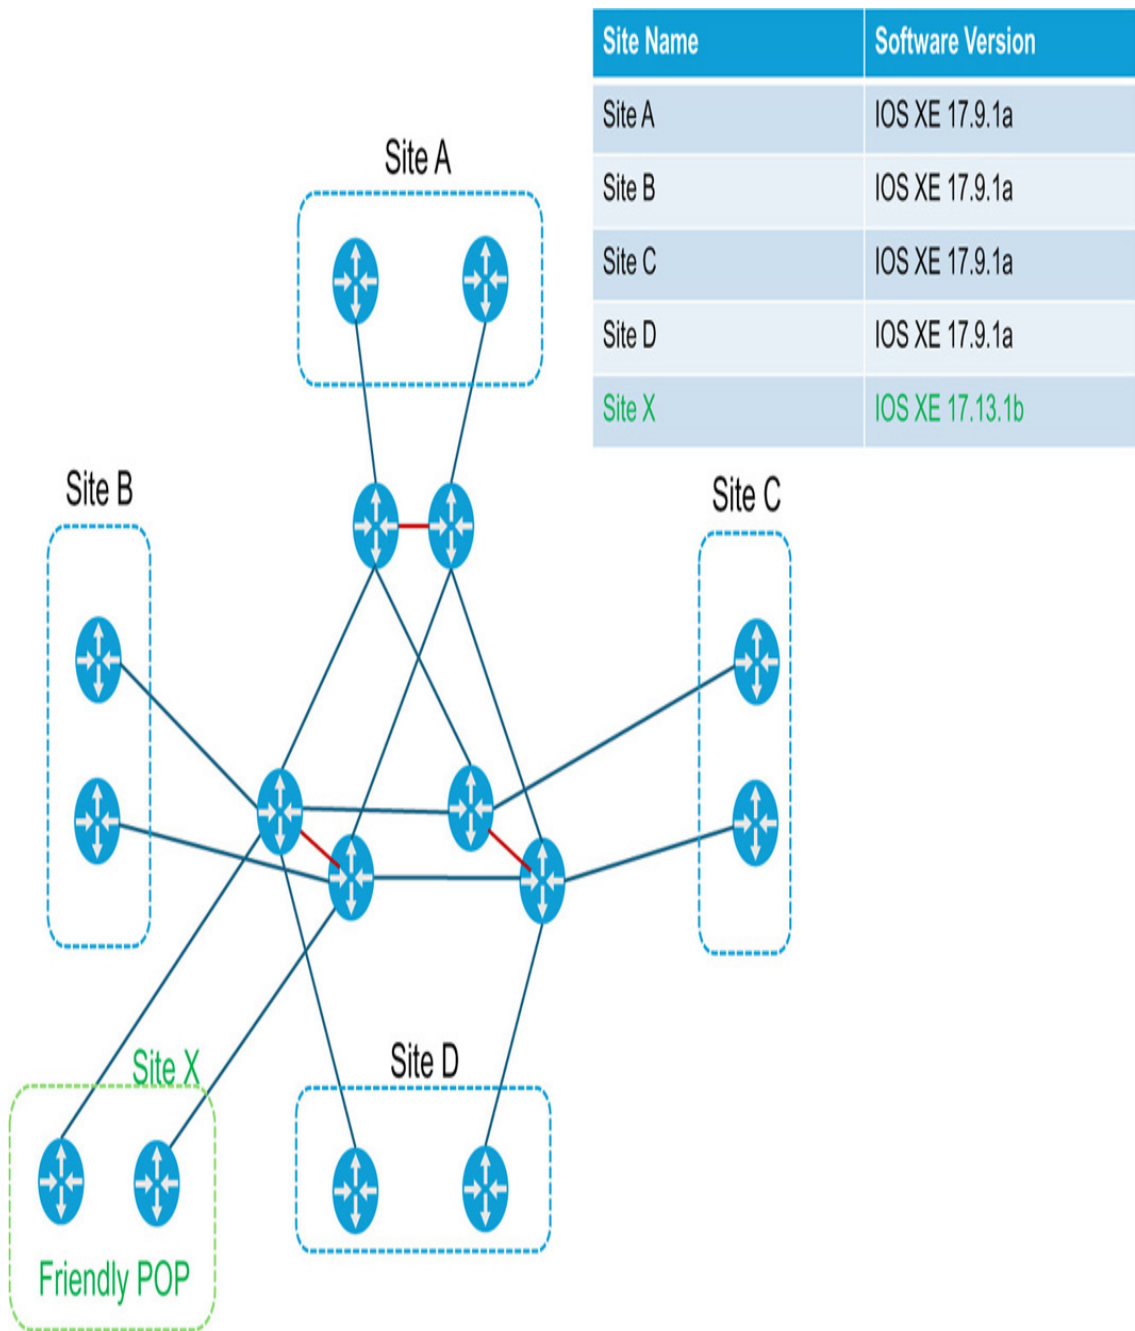 Site Name Software Version
Site A IOS XE 17.9.1a
Site B IOS XE 17.9.1a
Site C IOS XE 17.9.1a
Site D IOS XE 17.9.1a
Site X IOS XE 17.13.1b
Site A
Site B
Site C
Site X
Site D
Friendly POP